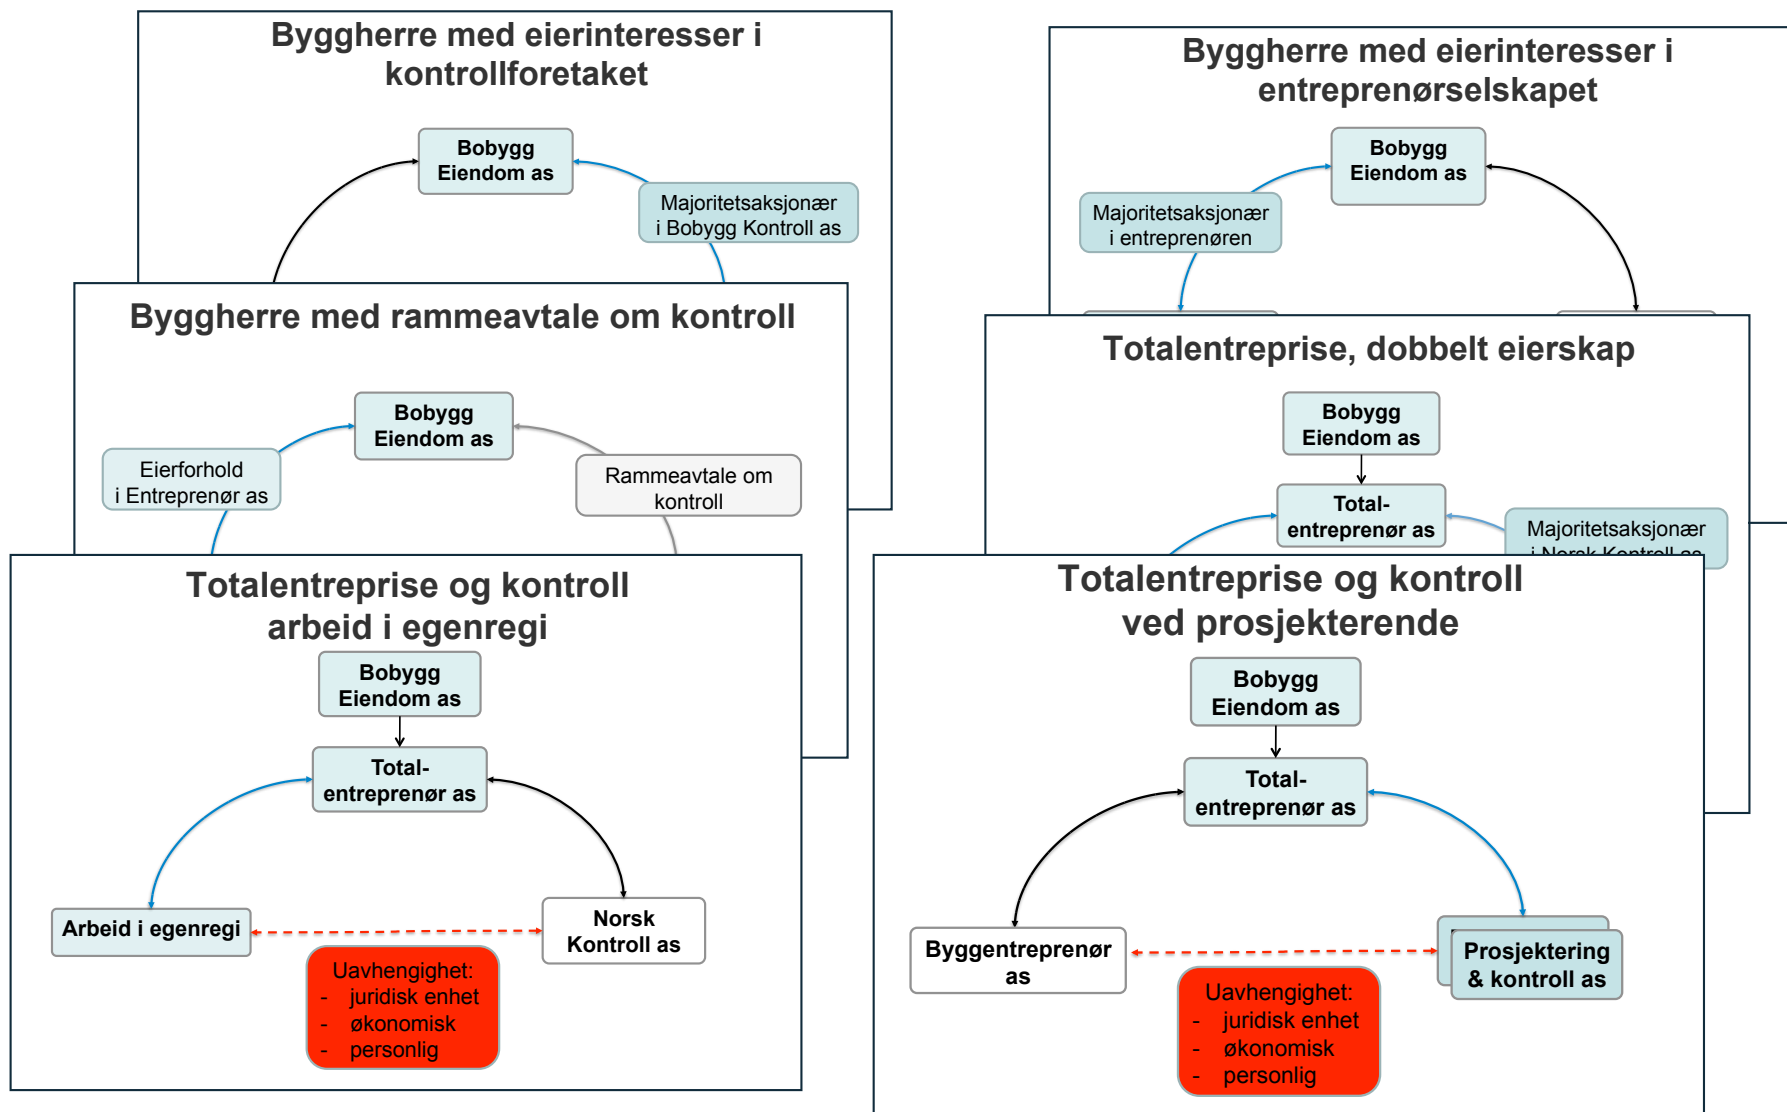 Byggherre med eierinteresser i
kontrollforetaket
Bobygg
Eiendom as
Majoritetsaksjonær
i Bobygg Kontroll as
Byggherre med rammeavtale om kontroll
Bobygg
Eiendom as
Eierforhold
i Entreprenør as
Rammeavtale om
kontroll
Totalentreprise og kontroll
arbeid i egenregi
Bobygg
Eiendom as
Total-
entreprenør as
Arbeid i egenregi
Norsk
Kontroll as
Uavhengighet:
- juridisk enhet
- økonomisk
- personlig
Byggherre med eierinteresser i
entreprenørselskapet
Bobygg
Eiendom as
Majoritetsaksjonær
i entreprenøren
Totalentreprise, dobbelt eierskap
Bobygg
Eiendom as
Total-
entreprenør as
Majoritetsaksjonær
i Norsk Kontroll as
Totalentreprise og kontroll
ved prosjekterende
Bobygg
Eiendom as
Total-
entreprenør as
Byggentreprenør
as
Prosjektering
& kontroll as
Uavhengighet:
- juridisk enhet
- økonomisk
- personlig